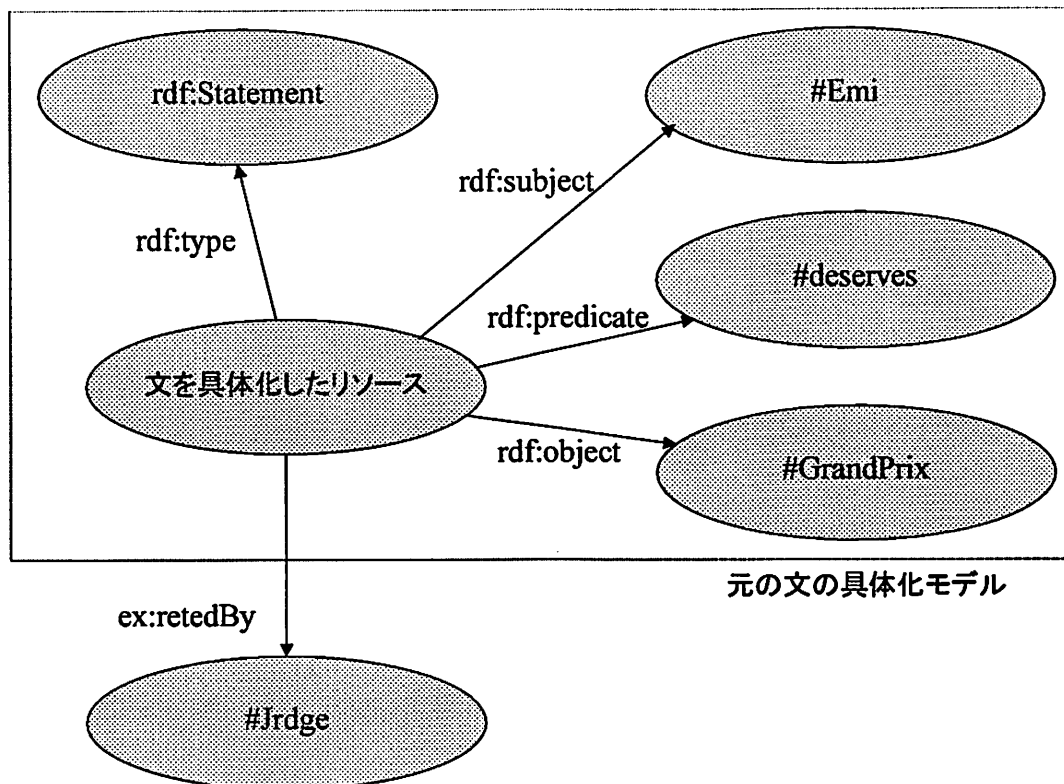 rdf:Statement
#Emi
rdf:subject
rdf:type
#deserves
rdf:predicate
文を具体化したリソース
rdf:object
#GrandPrix
元の文の具体化モデル
ex:retedBy
#Jrdge